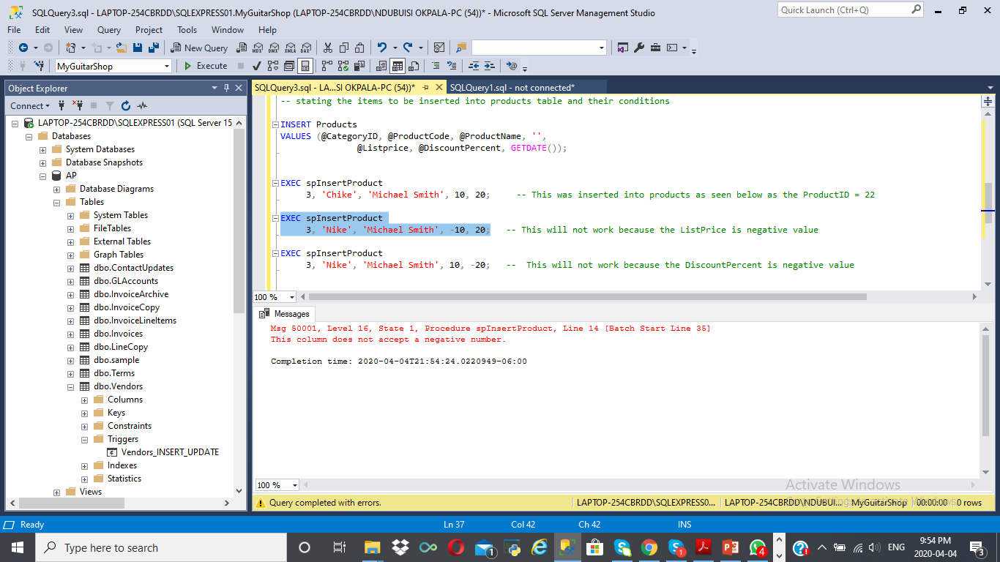 SQLQuery3.sql - LAPTOP-254CBRDD\SQLEXPRESS01.MyGuitarShop (LAPTOP-254CBRDD\NDUBUISI OKPALA-PC (54))* - Microsoft SQL Server Management Studio
Quick Launch (Ctrl+Q)
File Edit View Query Project Tools Window Help
New Query
MDX DMX XMLA DAX
MyGuitarShop
Execute
Object Explorer
Connect
LAPTOP-254CBRDD\SQLEXPRESS01 (SQL Server 15
Databases
System Databases
Database Snapshots
AP
Database Diagrams
Tables
System Tables
FileTables
External Tables
Graph Tables
dbo.ContactUpdates
dbo.GLAccounts
dbo.InvoiceArchive
dbo.InvoiceCopy
dbo.InvoiceLineItems
dbo.Invoices
dbo.LineCopy
dbo.sample
dbo.Terms
dbo.Vendors
Columns
Keys
Constraints
Triggers
Vendors_INSERT_UPDATE
Indexes
Statistics
Views
SQLQuery3.sql - LA...SI OKPALA-PC (54))*
SQLQuery1.sql - not connected*
-- stating the items to be inserted into products table and their conditions
INSERT Products
VALUES (@CategoryID, @ProductCode, @ProductName, '',
@Listprice, @DiscountPercent, GETDATE());
EXEC spInsertProduct
3, 'Chike', 'Michael Smith', 10, 20; -- This was inserted into products as seen below as the ProductID = 22
EXEC spInsertProduct
3, 'Nike', 'Michael Smith', -10, 20; -- This will not work because the ListPrice is negative value
EXEC spInsertProduct
3, 'Nike', 'Michael Smith', 10, -20; -- This will not work because the DiscountPercent is negative value
100 %
Messages
Msg 50001, Level 16, State 1, Procedure spInsertProduct, Line 14 [Batch Start Line 35]
This column does not accept a negative number.
Completion time: 2020-04-04T21:54:24.0220949-06:00
100 %
Activate Windows
Query completed with errors.
LAPTOP-254CBRDD\SQLEXPRESS0...
LAPTOP-254CBRDD\NDUBUI...
MyGuitarShop
00:00:00
0 rows
Ready
Ln 37
Col 42
Ch 42
INS
Type here to search
1
1
4
ENG
9:54 PM
2020-04-04
3